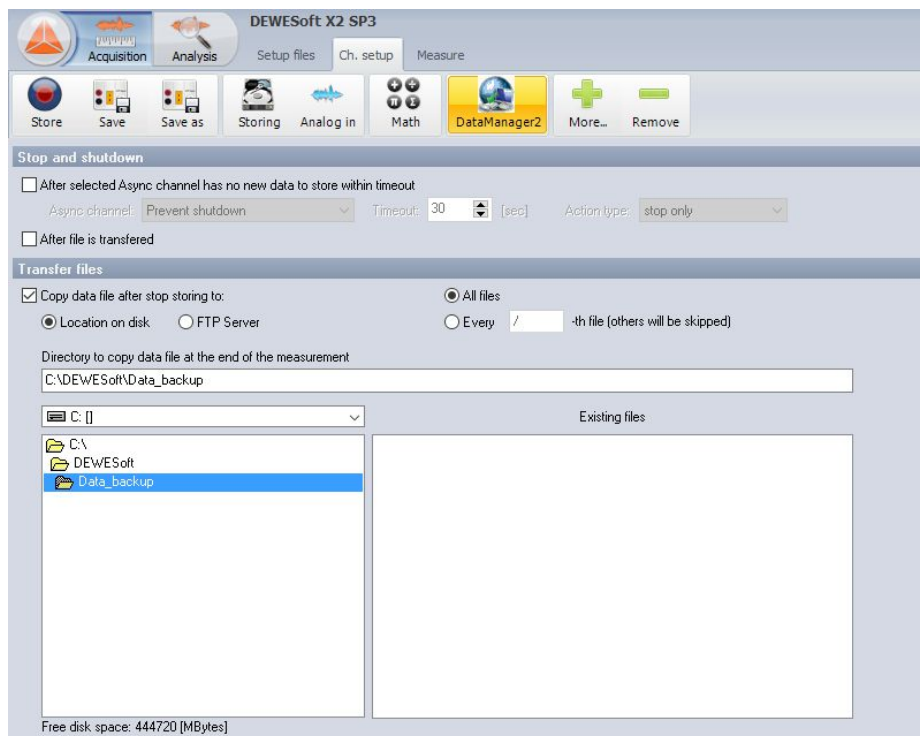 DEWESoft X2 SP3
Acquisition Analysis Setup files Ch. setup Measure
Store Save Save as Storing Analog in Math DataManager2 More... Remove
Stop and shutdown
After selected Async channel has no new data to store within timeout
Async channel: Prevent shutdown Timeout: 30 [sec] Action type: stop only
After file is transfered
Transfer files
Copy data file after stop storing to: All files
Location on disk FTP Server Every / -th file (others will be skipped)
Directory to copy data file at the end of the measurement
C:\DEWESoft\Data_backup
C: [] Existing files
C:\
DEWESoft
Data_backup
Free disk space: 444720 [MBytes]